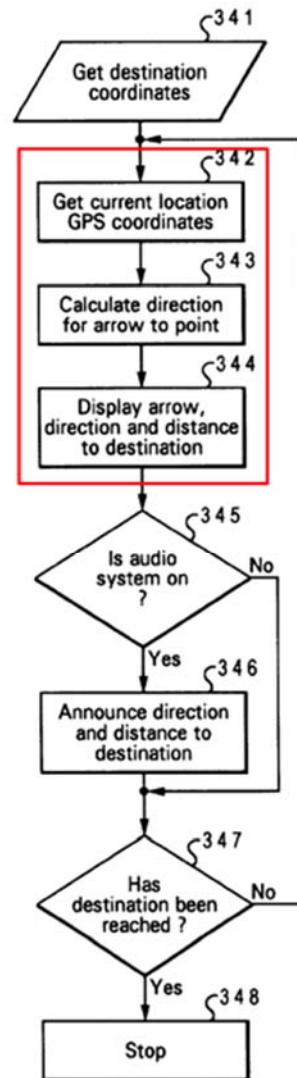 341
Get destination
coordinates
342
Get current location
GPS coordinates
343
Calculate direction
for arrow to point
344
Display arrow,
direction and distance
to destination
345
Is audio
system on
?
No
Yes
346
Announce direction
and distance to
destination
347
Has
destination been
reached ?
No
Yes
348
Stop